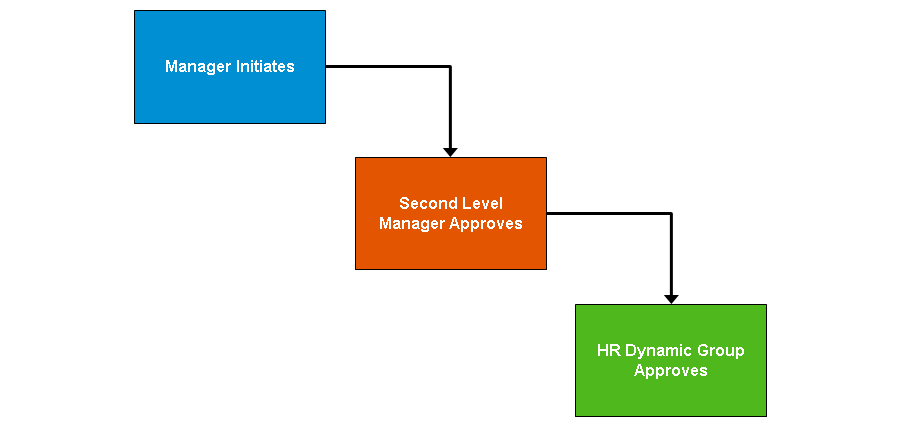 Manager Initiates
Second Level
Manager Approves
HR Dynamic Group
Approves